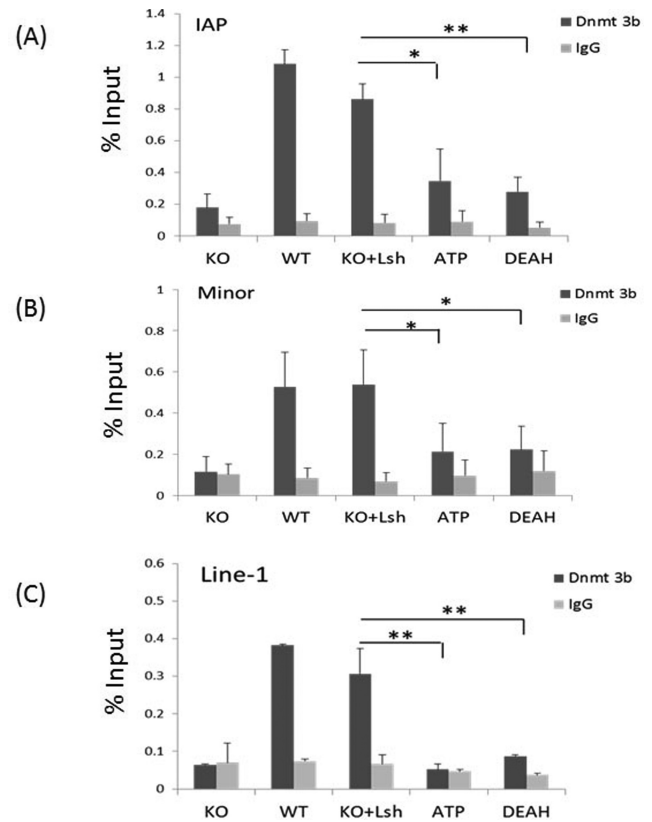 (A)
IAP
Dnmt 3b
IgG
% Input
1.4
1.2
1
0.8
0.6
0.4
0.2
0
**
*
KO WT KO+Lsh ATP DEAH
(B)
Minor
Dnmt 3b
IgG
% Input
1
0.8
0.6
0.4
0.2
0
*
*
KO WT KO+Lsh ATP DEAH
(C)
Line-1
Dnmt 3b
IgG
% Input
0.6
0.5
0.4
0.3
0.2
0.1
0
**
**
KO WT KO+Lsh ATP DEAH